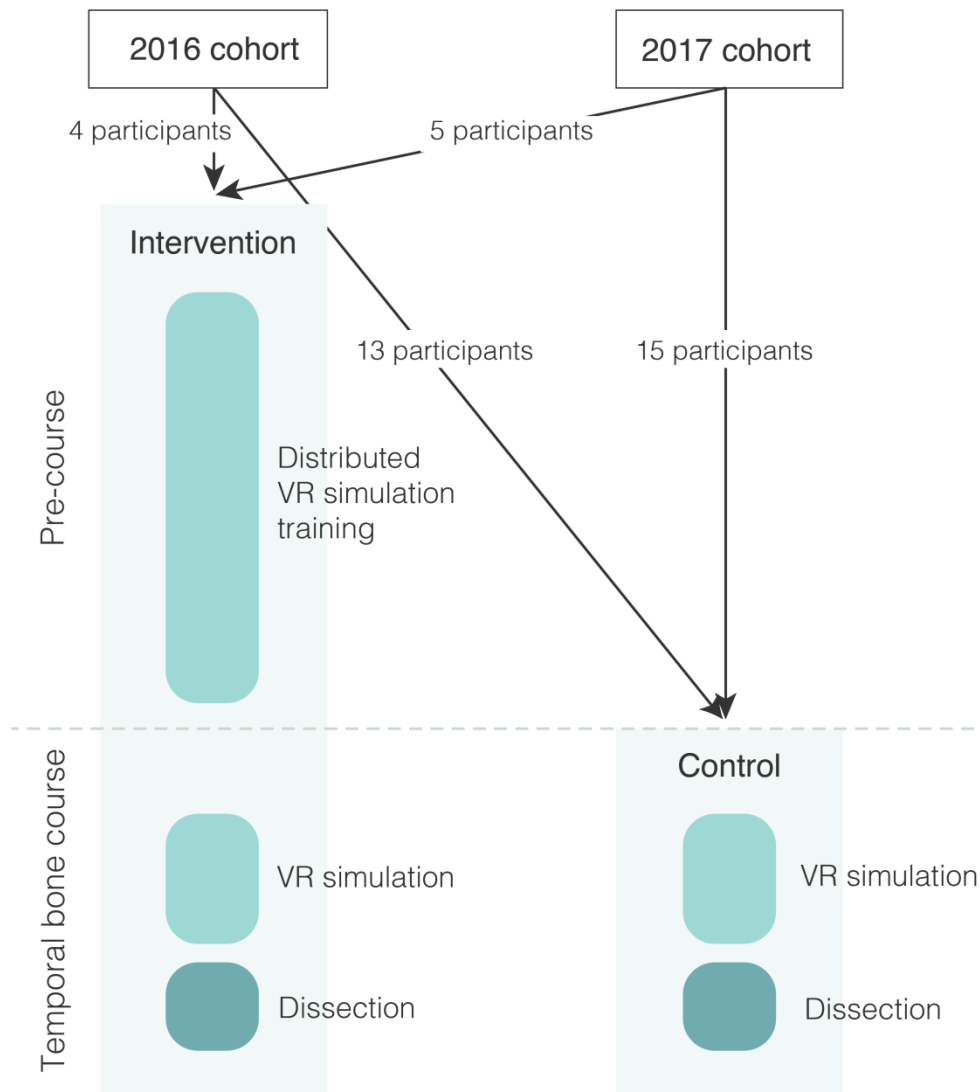 2016 cohort
2017 cohort
4 participants
5 participants
Intervention
13 participants
15 participants
Pre-course
Distributed
VR simulation
training
Control
Temporal bone course
VR simulation
VR simulation
Dissection
Dissection